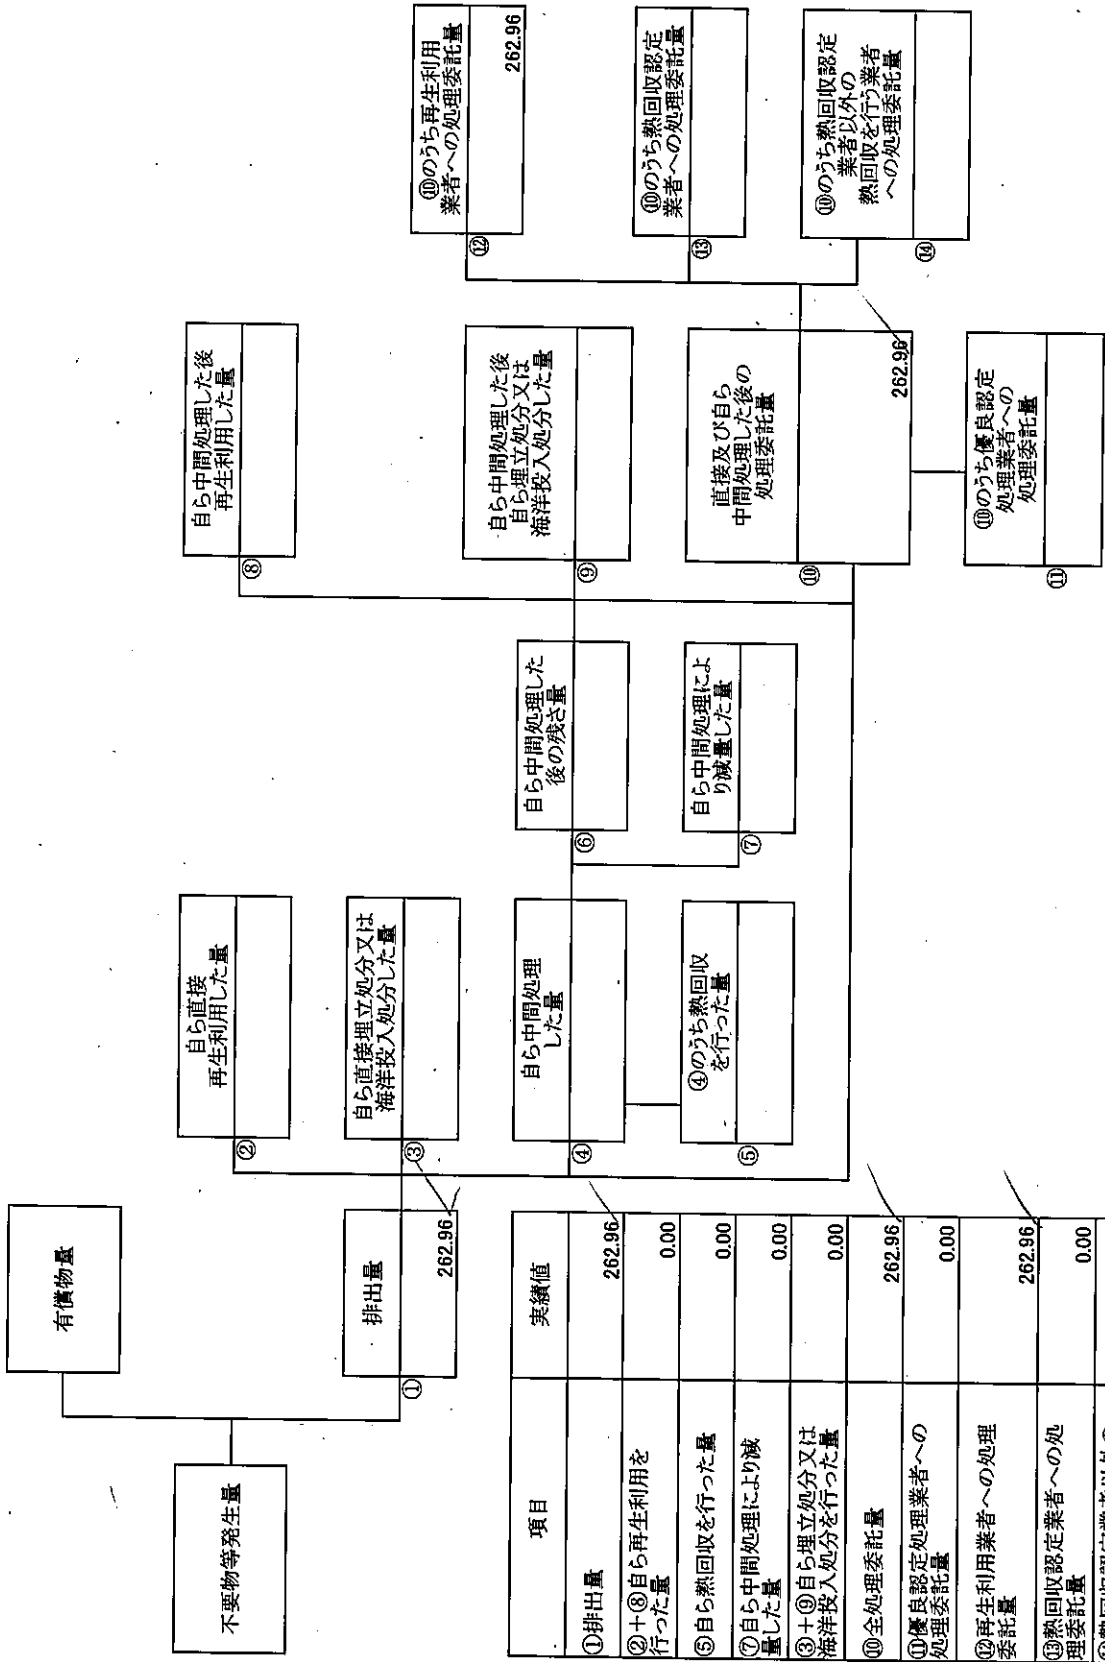 有償物量
不要物等発生量
排出量
①
262.96
自ら直接
再生利用した量
②
自ら直接埋立処分又は
海洋投入処分した量
③
自ら中間処理
した量
④
④のうち熱回収
を行った量
⑤
自ら中間処理した
後の残さ量
⑥
自ら中間処理によ
り減量した量
⑦
自ら中間処理した後
再生利用した量
⑧
自ら中間処理した後
自ら埋立処分又は
海洋投入処分した量
⑨
直接及び自ら
中間処理した後の
処理委託量
⑩
262.96
⑩のうち優良認定
処理業者への
処理委託量
⑪
⑩のうち再生利用
業者への処理委託量
⑫
262.96
⑩のうち熱回収認定
業者への処理委託量
⑬
⑩のうち熱回収認定
業者以外の
熱回収を行う業者
への処理委託量
⑭
項目 実績値
①排出量 262.96
②+⑧自ら再生利用を
行った量 0.00
⑤自ら熱回収を行った量 0.00
⑦自ら中間処理により減
量した量 0.00
③+⑨自ら埋立処分又は
海洋投入処分を行った量 0.00
⑩全処理委託量 262.96
⑪優良認定処理業者への
処理委託量 0.00
⑫再生利用業者への処理
委託量 262.96
⑬熱回収認定業者への処
理委託量 0.00